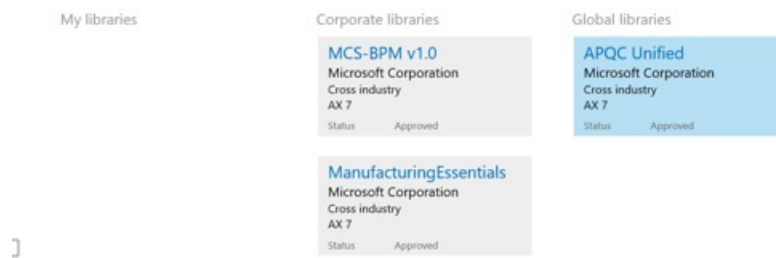 My libraries
Corporate libraries
MCS-BPM v1.0
Microsoft Corporation
Cross industry
AX 7
Status Approved
ManufacturingEssentials
Microsoft Corporation
Cross industry
AX 7
Status Approved
Global libraries
APQC Unified
Microsoft Corporation
Cross industry
AX 7
Status Approved